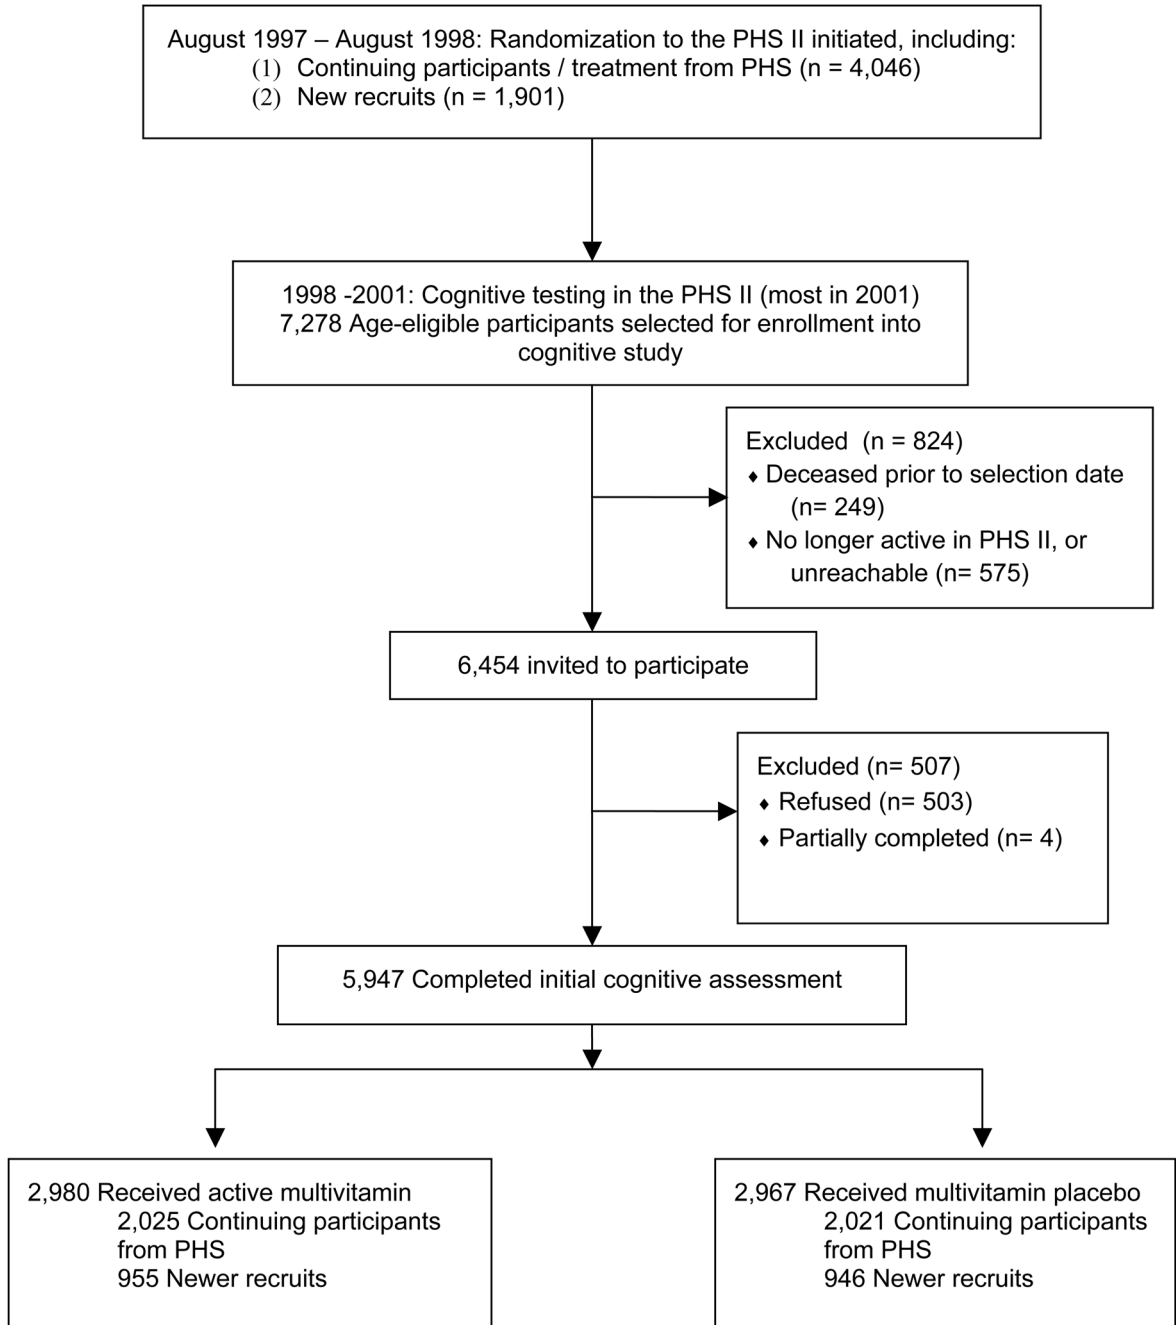 August 1997 – August 1998: Randomization to the PHS II initiated, including:
(1) Continuing participants / treatment from PHS (n = 4,046)
(2) New recruits (n = 1,901)
1998 -2001: Cognitive testing in the PHS II (most in 2001)
7,278 Age-eligible participants selected for enrollment into
cognitive study
Excluded (n = 824)
♦ Deceased prior to selection date
(n= 249)
♦ No longer active in PHS II, or
unreachable (n= 575)
6,454 invited to participate
Excluded (n= 507)
♦ Refused (n= 503)
♦ Partially completed (n= 4)
5,947 Completed initial cognitive assessment
2,980 Received active multivitamin
2,025 Continuing participants
from PHS
955 Newer recruits
2,967 Received multivitamin placebo
2,021 Continuing participants
from PHS
946 Newer recruits